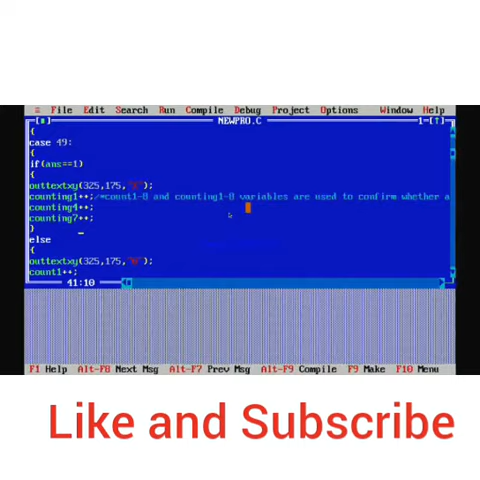 ≡ File Edit Search Run Compile Debug Project Options Window Help
[■] NEWPRO.C 1=[↑]
{
case 49:
{
if(ans==1)
{
outtextxy(325,175,"X");
counting1++;/*count1-8 and counting1-8 variables are used to confirm whether a
counting4++;
counting7++;
}
else
{
outtextxy(325,175,"0");
count1++;
41:10
F1 Help Alt-F8 Next Msg Alt-F7 Prev Msg Alt-F9 Compile F9 Make F10 Menu
Like and Subscribe